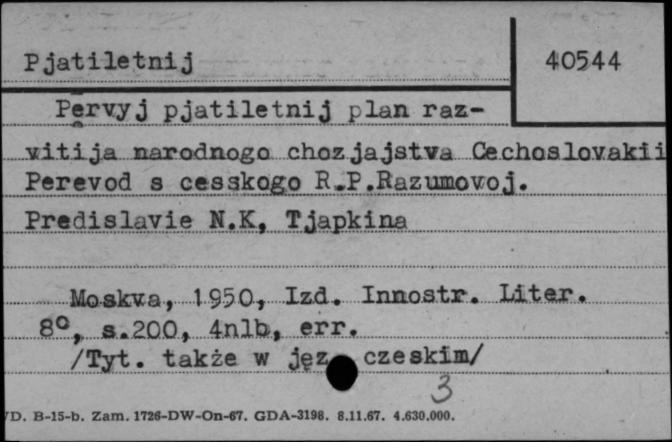 Pjatiletnij
40544
Pervyj pjatiletnij plan raz-
vitija narodnogo chozjajstva Cechoslovakii
Perevod s cesskogo R.P.Razumovoj.
Predislavie N.K, Tjapkina
Moskva, 1950, Izd. Innostr. Liter.
8°, s.200, 4nlb, err.
/Tyt. także w jęz. czeskim/
3
/D. B-15-b. Zam. 1726-DW-On-67. GDA-3198. 8.11.67. 4.630.000.